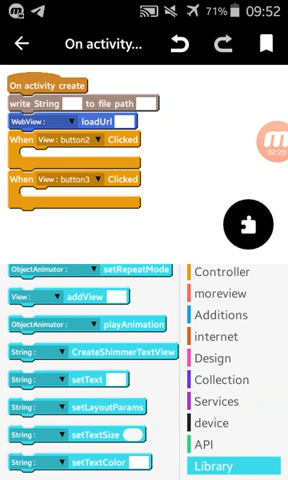 71% 09:52
On activity...
On activity create
write String to file path
WebView : loadUrl
When View : button2 Clicked
When View : button3 Clicked
02:20
ObjectAnimator : setRepeatMode
View : addView
ObjectAnimator : playAnimation
String : CreateShimmerTextView
String : setText
String : setLayoutParams
String : setTextSize
String : setTextColor
Controller
moreview
Additions
internet
Design
Collection
Services
device
API
Library